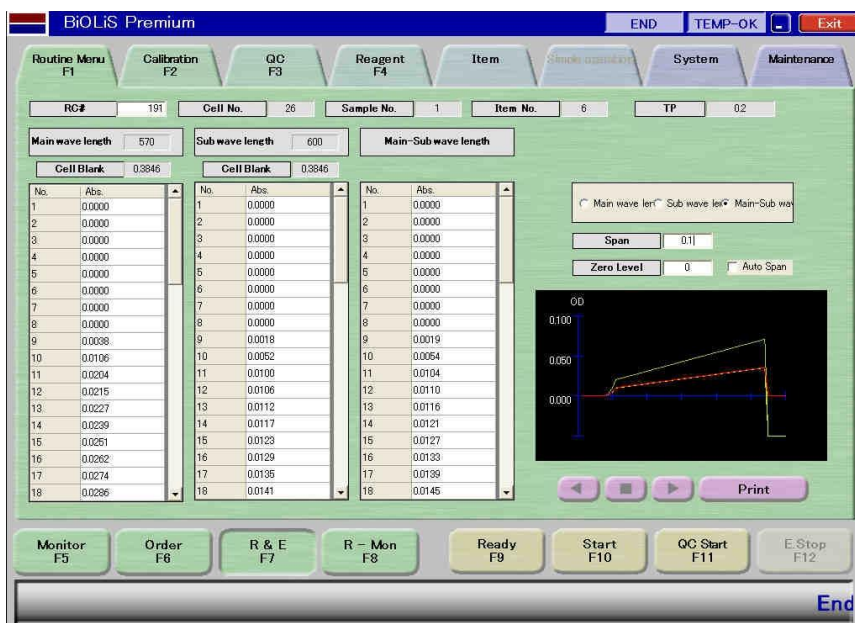 BiOLiS Premium
END
TEMP-OK
Exit
Routine Menu
F1
Calibration
F2
QC
F3
Reagent
F4
Item
System
Maintenance
RC# 191 Cell No. 26 Sample No. 1 Item No. 6 TP 0.2
Main wave length 570 Sub wave length 600 Main-Sub wave length
Cell Blank 0.3846 Cell Blank 0.3846
No. Abs. No. Abs. No. Abs.
1 0.0000 1 0.0000 1 0.0000
2 0.0000 2 0.0000 2 0.0000
3 0.0000 3 0.0000 3 0.0000
4 0.0000 4 0.0000 4 0.0000
5 0.0000 5 0.0000 5 0.0000
6 0.0000 6 0.0000 6 0.0000
7 0.0000 7 0.0000 7 0.0000
8 0.0000 8 0.0000 8 0.0000
9 0.0038 9 0.0018 9 0.0019
10 0.0106 10 0.0052 10 0.0054
11 0.0204 11 0.0100 11 0.0104
12 0.0215 12 0.0106 12 0.0110
13 0.0227 13 0.0112 13 0.0116
14 0.0239 14 0.0117 14 0.0121
15 0.0251 15 0.0123 15 0.0127
16 0.0262 16 0.0129 16 0.0133
17 0.0274 17 0.0135 17 0.0139
18 0.0286 18 0.0141 18 0.0145
Main wave len Sub wave len Main-Sub wav
Span 0.1
Zero Level 0 Auto Span
OD
0.100
0.050
0.000
Print
Monitor
F5
Order
F6
R & E
F7
R - Mon
F8
Ready
F9
Start
F10
QC Start
F11
E.Stop
F12
End